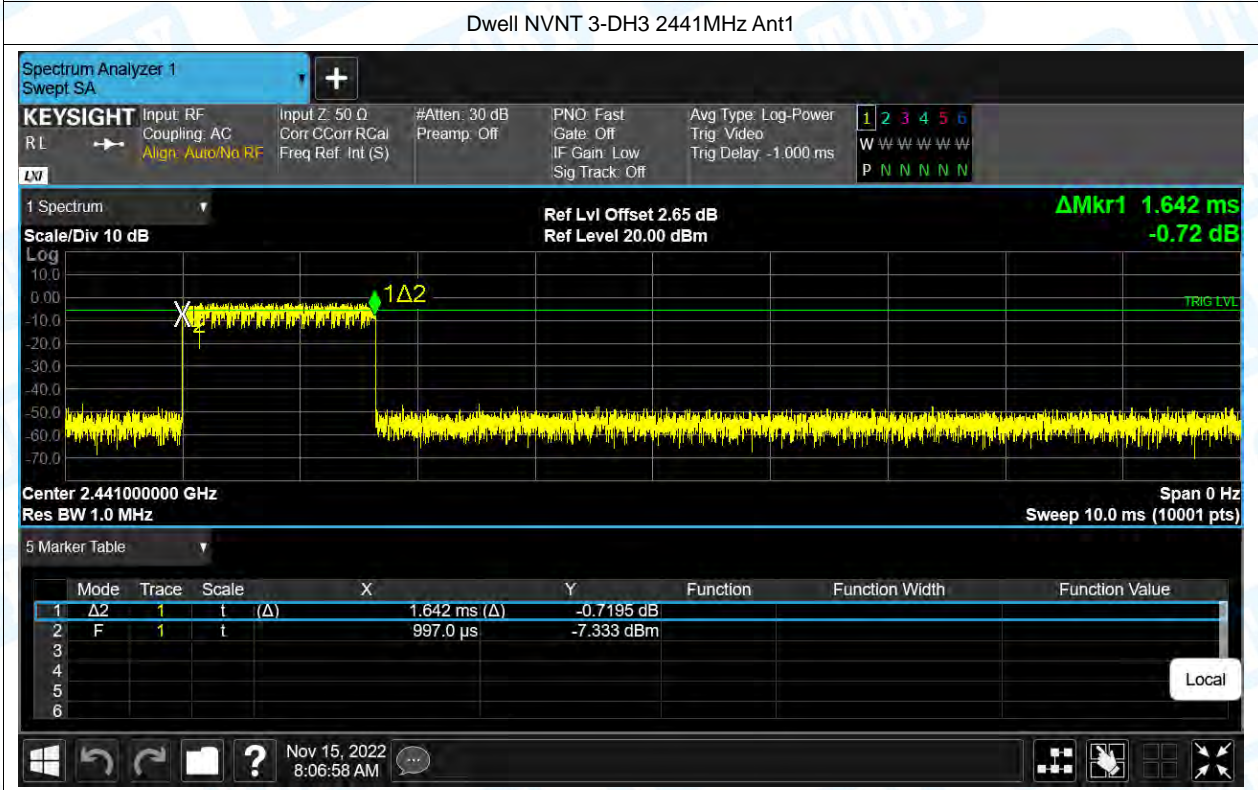 Dwell NVNT 3-DH3 2441MHz Ant1
Spectrum Analyzer 1
Swept SA
+
KEYSIGHT Input: RF Input Z: 50 Ω #Atten: 30 dB PNO: Fast Avg Type: Log-Power 1 2 3 4 5 6
RL Coupling: AC Corr CCorr RCal Preamp: Off Gate: Off Trig: Video W W W W W W
Align: Auto/No RF Freq Ref: Int (S) IF Gain: Low Trig Delay: -1.000 ms P N N N N N
LXI Sig Track: Off
1 Spectrum Ref Lvl Offset 2.65 dB ΔMkr1 1.642 ms
Scale/Div 10 dB Ref Level 20.00 dBm -0.72 dB
Log
10.0
0.00 1Δ2 TRIG LVL
-10.0 X2
-20.0
-30.0
-40.0
-50.0
-60.0
-70.0
Center 2.441000000 GHz Span 0 Hz
Res BW 1.0 MHz Sweep 10.0 ms (10001 pts)
5 Marker Table
Mode Trace Scale X Y Function Function Width Function Value
1 Δ2 1 t (Δ) 1.642 ms (Δ) -0.7195 dB
2 F 1 t 997.0 µs -7.333 dBm
3
4
5 Local
6
? Nov 15, 2022
8:06:58 AM